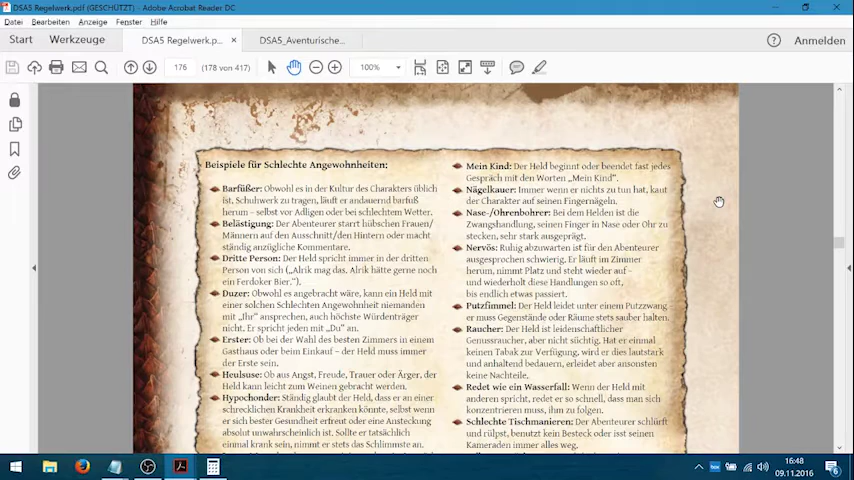 DSA5 Regelwerk.pdf (GESCHÜTZT) - Adobe Acrobat Reader DC
Datei Bearbeiten Anzeige Fenster Hilfe
Start Werkzeuge DSA5 Regelwerk.p... × DSA5_Aventurische... Anmelden
176 (178 von 417) 100%
Beispiele für Schlechte Angewohnheiten:
Barfüßer: Obwohl es in der Kultur des Charakters üblich
ist, Schuhwerk zu tragen, läuft er andauernd barfuß
herum – selbst vor Adligen oder bei schlechtem Wetter.
Belästigung: Der Abenteurer starrt hübschen Frauen/
Männern auf den Ausschnitt/den Hintern oder macht
ständig anzügliche Kommentare.
Dritte Person: Der Held spricht immer in der dritten
Person von sich („Alrik mag das. Alrik hätte gerne noch
ein Ferdoker Bier.“).
Duzer: Obwohl es angebracht wäre, kann ein Held mit
einer solchen Schlechten Angewohnheit niemanden
mit „Ihr“ ansprechen, auch höchste Würdenträger
nicht. Er spricht jeden mit „Du“ an.
Erster: Ob bei der Wahl des besten Zimmers in einem
Gasthaus oder beim Einkauf – der Held muss immer
der Erste sein.
Heulsuse: Ob aus Angst, Freude, Trauer oder Ärger, der
Held kann leicht zum Weinen gebracht werden.
Hypochonder: Ständig glaubt der Held, dass er an einer
schrecklichen Krankheit erkranken könnte, selbst wenn
er sich bester Gesundheit erfreut oder eine Ansteckung
absolut unwahrscheinlich ist. Sollte er tatsächlich
einmal krank sein, nimmt er stets das Schlimmste an.
Mein Kind: Der Held beginnt oder beendet fast jedes
Gespräch mit den Worten „Mein Kind“.
Nägelkauer: Immer wenn er nichts zu tun hat, kaut
der Charakter auf seinen Fingernägeln.
Nase-/Ohrenbohrer: Bei dem Helden ist die
Zwangshandlung, seinen Finger in Nase oder Ohr zu
stecken, sehr stark ausgeprägt.
Nervös: Ruhig abzuwarten ist für den Abenteurer
ausgesprochen schwierig. Er läuft im Zimmer
herum, nimmt Platz und steht wieder auf –
und wiederholt diese Handlungen so oft,
bis endlich etwas passiert.
Putzfimmel: Der Held leidet unter einem Putzzwang –
er muss Gegenstände oder Räume stets sauber halten.
Raucher: Der Held ist leidenschaftlicher
Genussraucher, aber nicht süchtig. Hat er einmal
keinen Tabak zur Verfügung, wird er dies lautstark
und anhaltend bedauern, erleidet aber ansonsten
keine Nachteile.
Redet wie ein Wasserfall: Wenn der Held mit
anderen spricht, redet er so schnell, dass man sich
konzentrieren muss, ihm zu folgen.
Schlechte Tischmanieren: Der Abenteurer schlürft
und rülpst, benutzt kein Besteck oder isst seinen
Kameraden immer alles weg.
16:48
09.11.2016